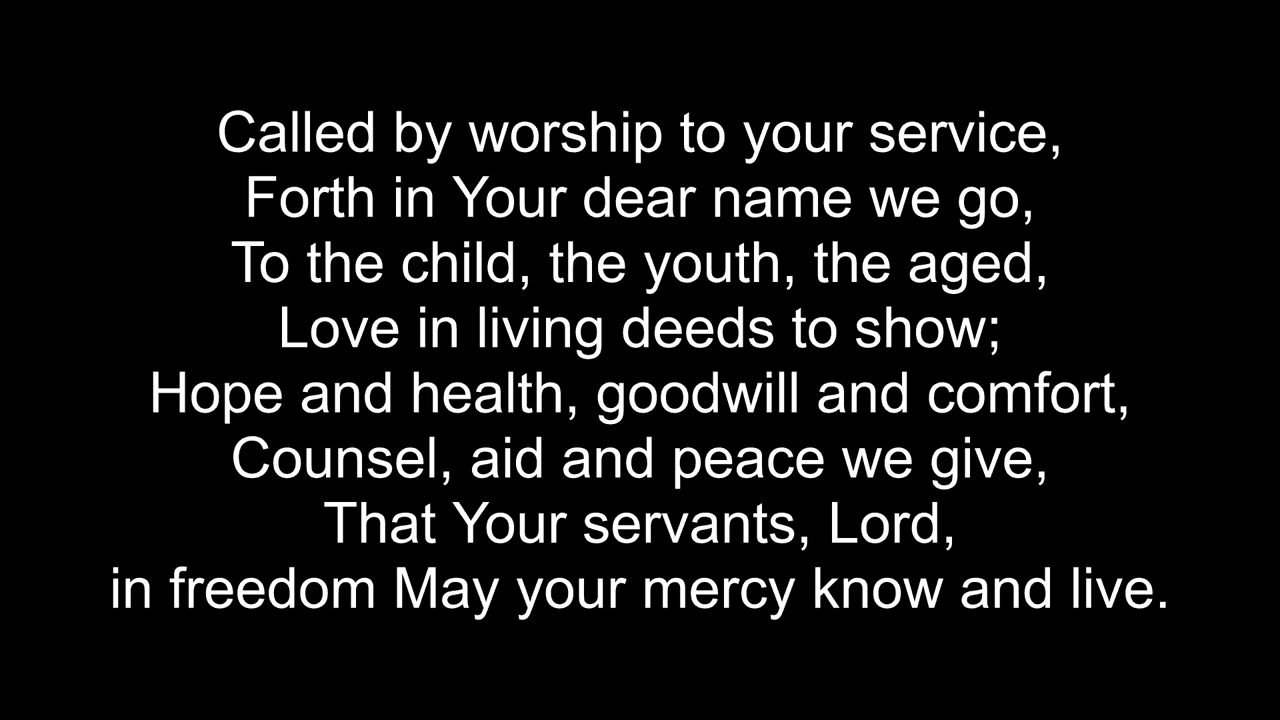 Called by worship to your service,
Forth in Your dear name we go,
To the child, the youth, the aged,
Love in living deeds to show;
Hope and health, goodwill and comfort,
Counsel, aid and peace we give,
That Your servants, Lord,
in freedom May your mercy know and live.